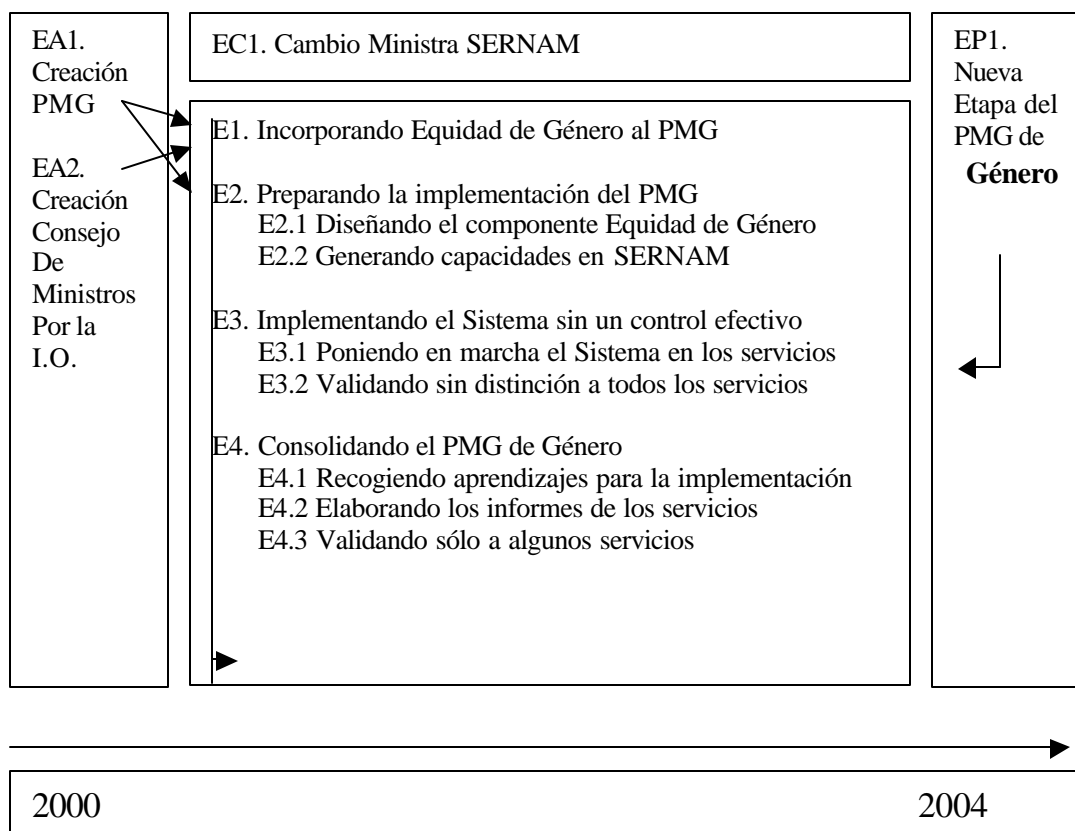 EA1.
Creación
PMG
EA2.
Creación
Consejo
De
Ministros
Por la
I.O.
EC1. Cambio Ministra SERNAM
E1. Incorporando Equidad de Género al PMG
E2. Preparando la implementación del PMG
E2.1 Diseñando el componente Equidad de Género
E2.2 Generando capacidades en SERNAM
E3. Implementando el Sistema sin un control efectivo
E3.1 Poniendo en marcha el Sistema en los servicios
E3.2 Validando sin distinción a todos los servicios
E4. Consolidando el PMG de Género
E4.1 Recogiendo aprendizajes para la implementación
E4.2 Elaborando los informes de los servicios
E4.3 Validando sólo a algunos servicios
EP1.
Nueva
Etapa del
PMG de
Género
2000 2004